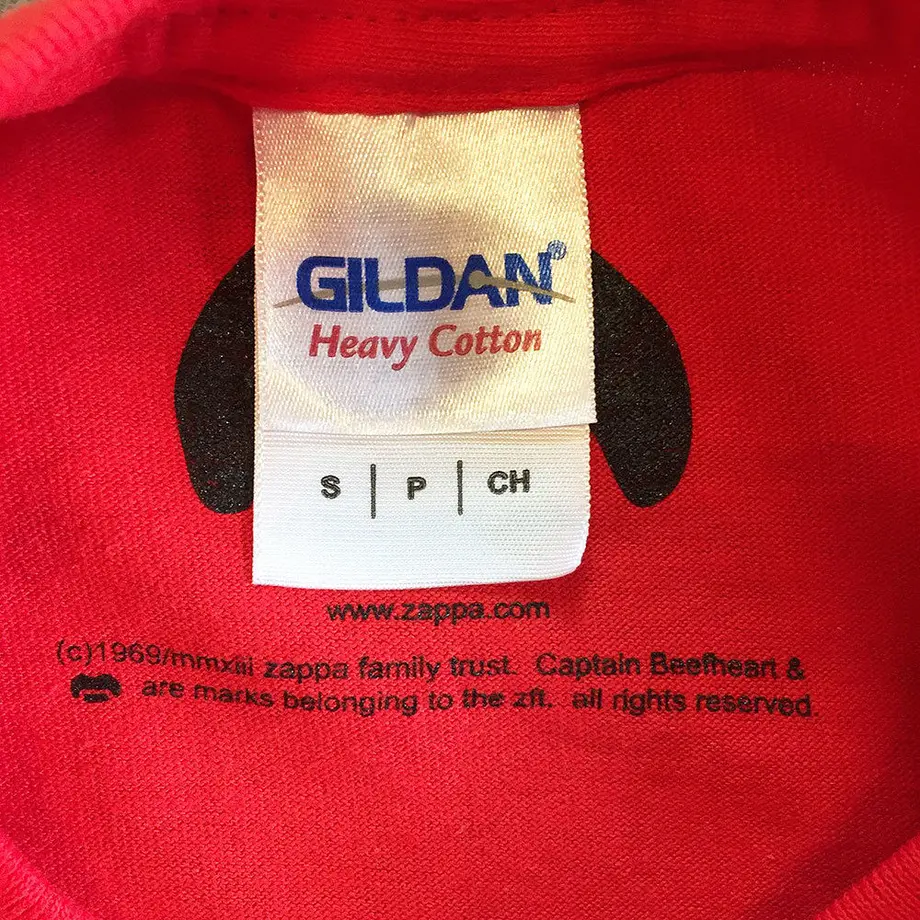 GILDAN®
Heavy Cotton
S | P | CH
www.zappa.com
(c)1969/mmxiii zappa family trust. Captain Beefheart &
are marks belonging to the zft. all rights reserved.